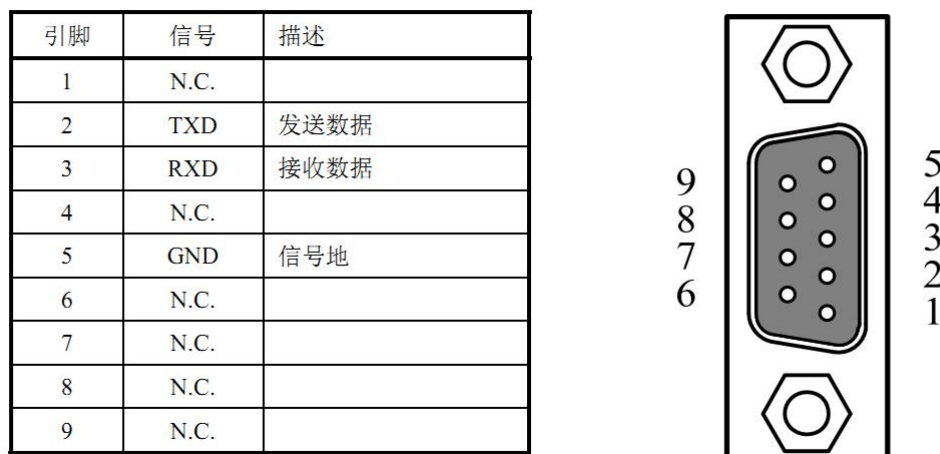 引脚 信号 描述
1 N.C.
2 TXD 发送数据
3 RXD 接收数据
4 N.C.
5 GND 信号地
6 N.C.
7 N.C.
8 N.C.
9 N.C.
9
8
7
6
5
4
3
2
1